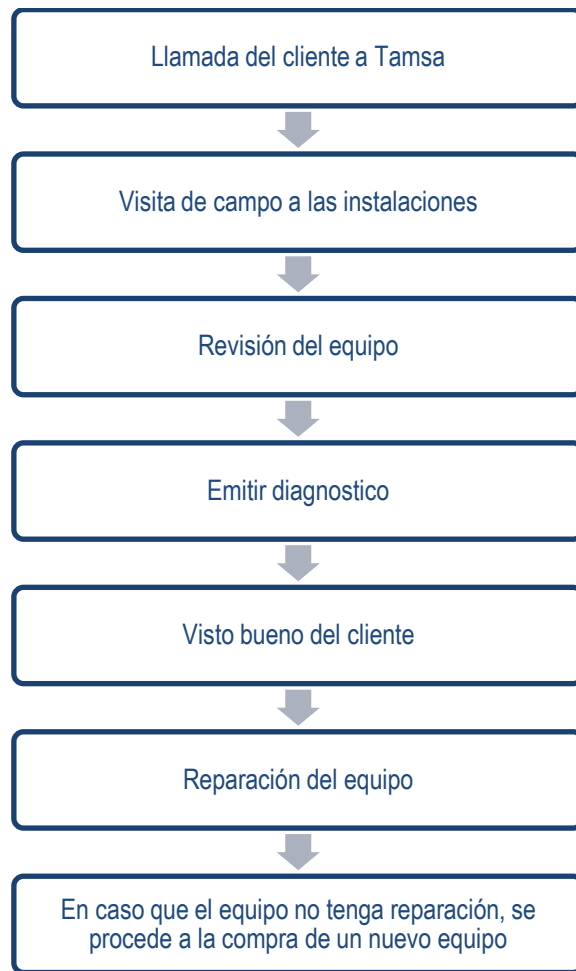 Llamada del cliente a Tamsa
Visita de campo a las instalaciones
Revisión del equipo
Emitir diagnostico
Visto bueno del cliente
Reparación del equipo
En caso que el equipo no tenga reparación, se
procede a la compra de un nuevo equipo